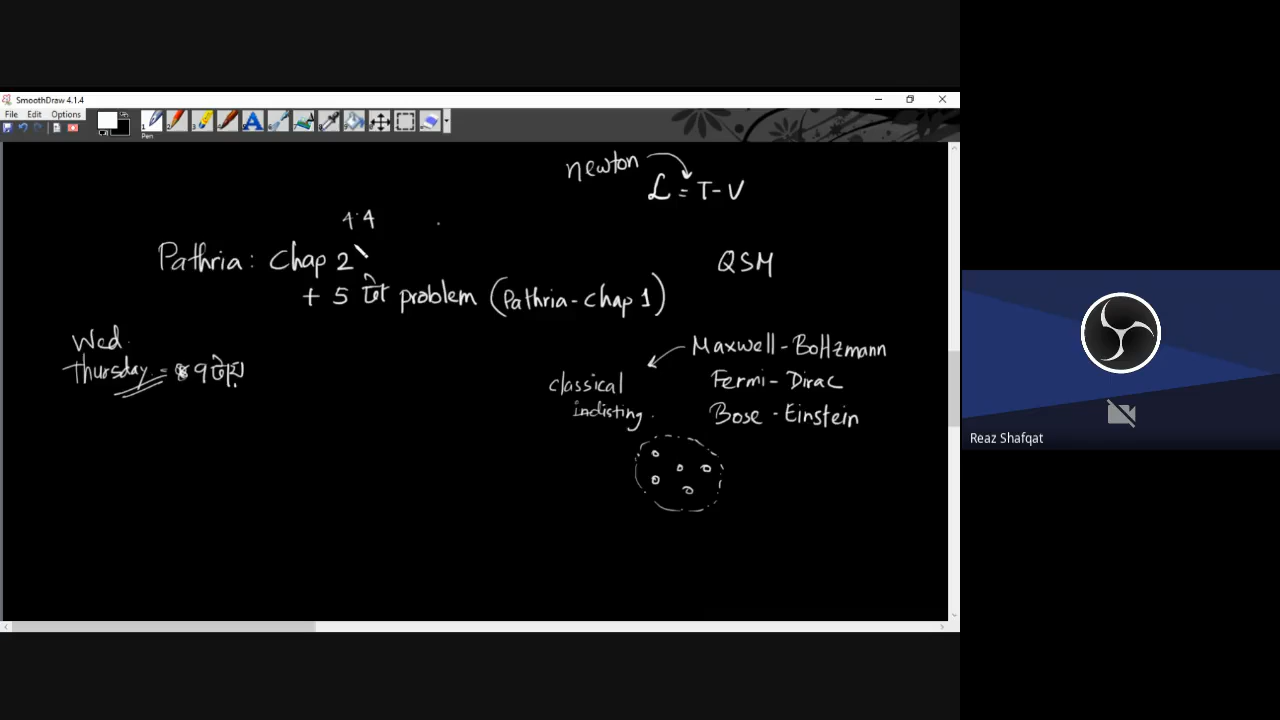 SmoothDraw 4.1.4
File Edit Options
Pen
newton
ℒ = T - V
4.4
Pathria: Chap 2
+ 5 টা problem (Pathria - chap 1)
QSM
Wed.
Thursday - 9 টায়
Maxwell - Boltzmann
Fermi - Dirac
Bose - Einstein
classical
indisting.
Reaz Shafqat